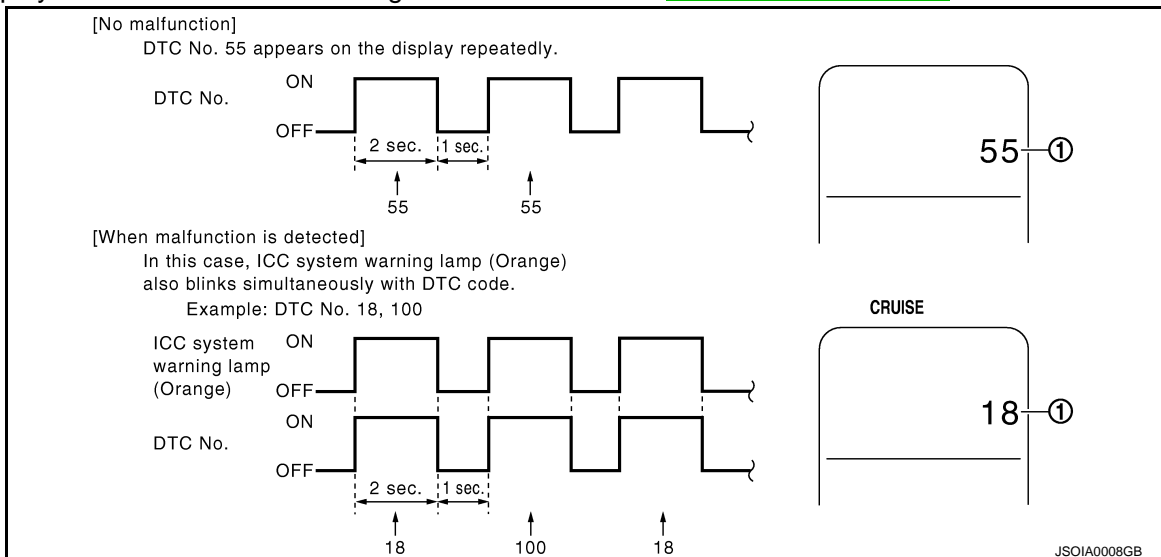 [No malfunction]
DTC No. 55 appears on the display repeatedly.
ON
DTC No.
OFF
2 sec.
1 sec.
55
55
55
①
[When malfunction is detected]
In this case, ICC system warning lamp (Orange)
also blinks simultaneously with DTC code.
Example: DTC No. 18, 100
CRUISE
ICC system
warning lamp
(Orange)
ON
OFF
ON
DTC No.
OFF
2 sec.
1 sec.
18
100
18
18
①
JSOIA0008GB